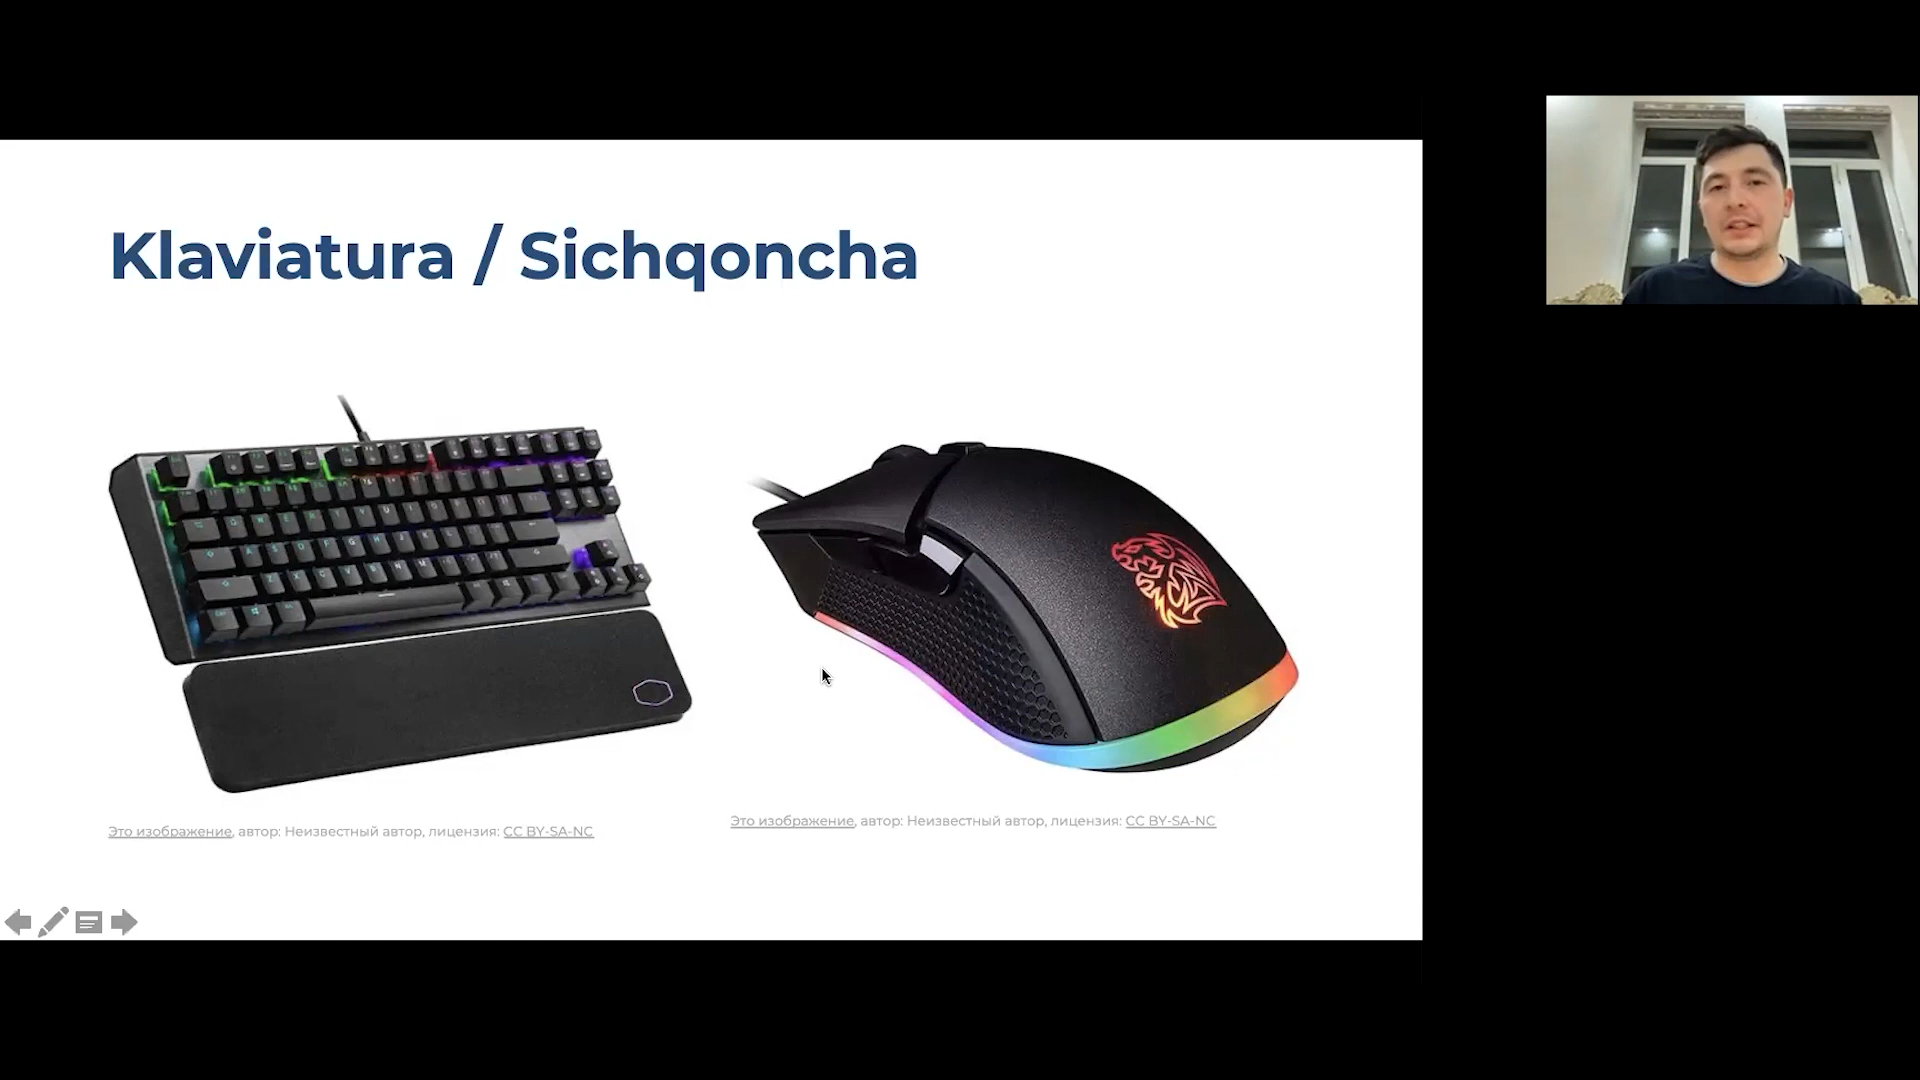 Klaviatura / Sichqoncha
Это изображение, автор: Неизвестный автор, лицензия: CC BY-SA-NC
Это изображение, автор: Неизвестный автор, лицензия: CC BY-SA-NC